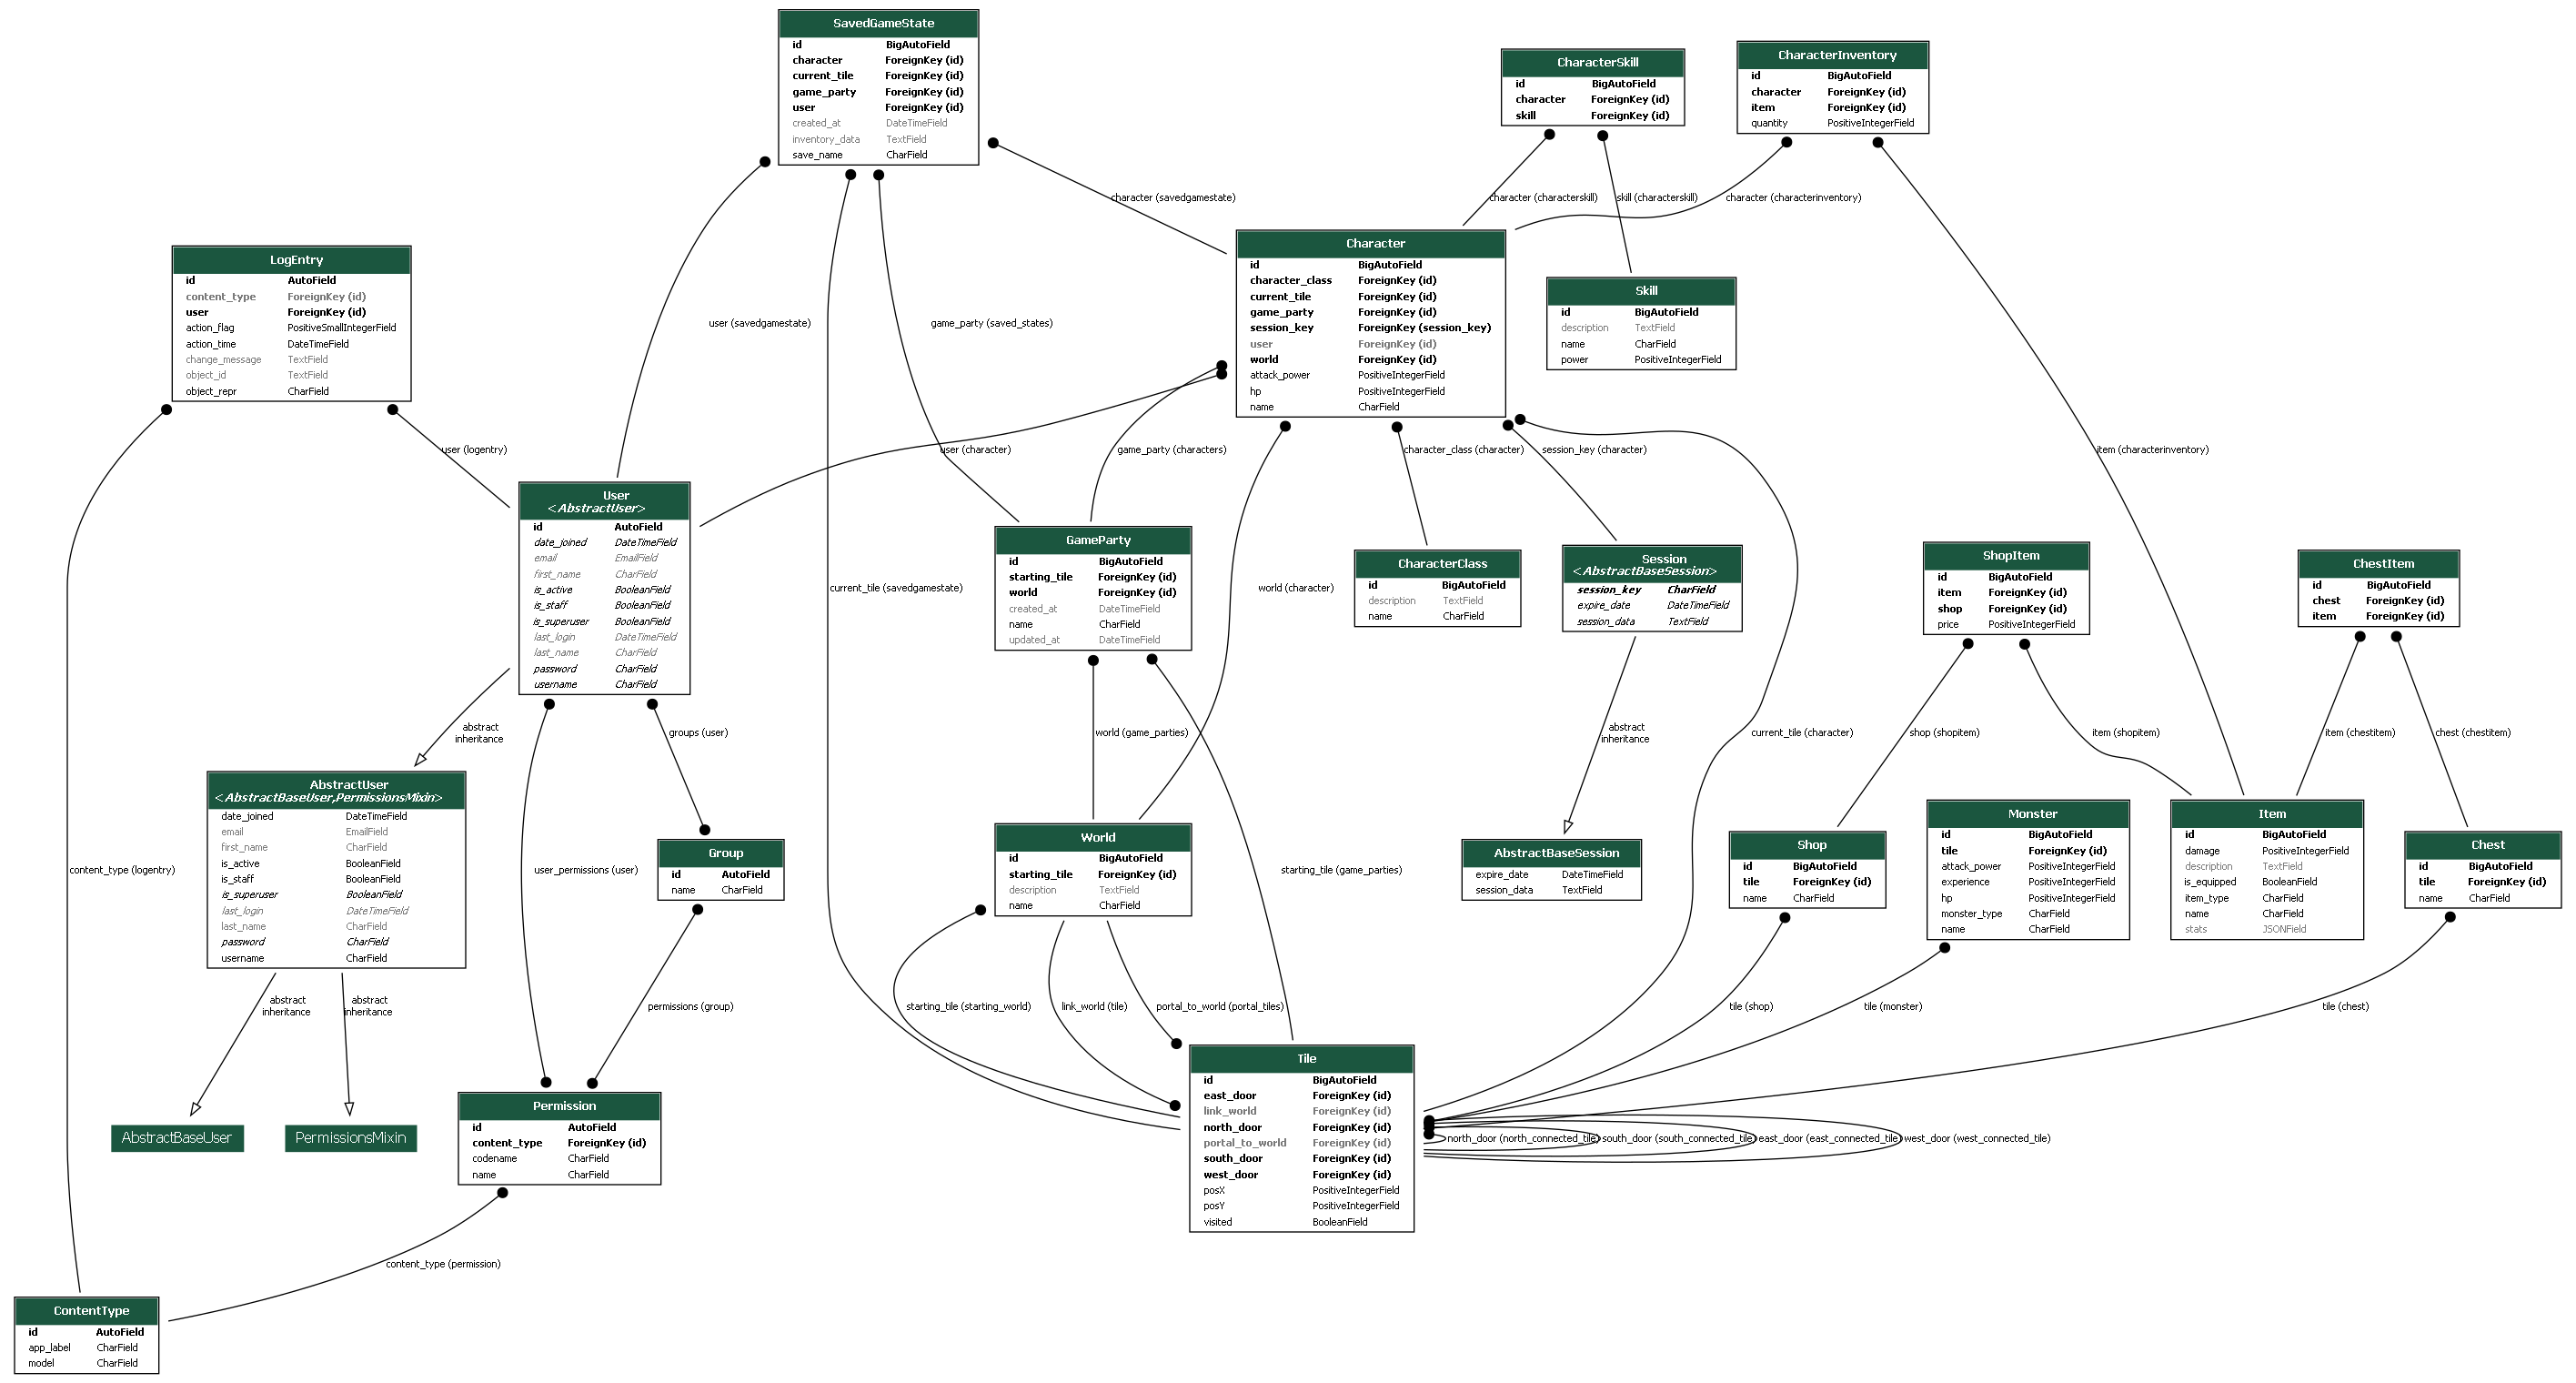 SavedGameState
id BigAutoField
character ForeignKey (id)
current_tile ForeignKey (id)
game_party ForeignKey (id)
user ForeignKey (id)
created_at DateTimeField
inventory_data TextField
save_name CharField
CharacterSkill
id BigAutoField
character ForeignKey (id)
skill ForeignKey (id)
CharacterInventory
id BigAutoField
character ForeignKey (id)
item ForeignKey (id)
quantity PositiveIntegerField
character (savedgamestate)
character (characterskill)
skill (characterskill)
character (characterinventory)
LogEntry
id AutoField
content_type ForeignKey (id)
user ForeignKey (id)
action_flag PositiveSmallIntegerField
action_time DateTimeField
change_message TextField
object_id TextField
object_repr CharField
user (savedgamestate)
game_party (saved_states)
Character
id BigAutoField
character_class ForeignKey (id)
current_tile ForeignKey (id)
game_party ForeignKey (id)
session_key ForeignKey (session_key)
user ForeignKey (id)
world ForeignKey (id)
attack_power PositiveIntegerField
hp PositiveIntegerField
name CharField
Skill
id BigAutoField
description TextField
name CharField
power PositiveIntegerField
user (logentry)
user (character)
game_party (characters)
character_class (character)
session_key (character)
item (characterinventory)
User
<AbstractUser>
id AutoField
date_joined DateTimeField
email EmailField
first_name CharField
is_active BooleanField
is_staff BooleanField
is_superuser BooleanField
last_login DateTimeField
last_name CharField
password CharField
username CharField
current_tile (savedgamestate)
GameParty
id BigAutoField
starting_tile ForeignKey (id)
world ForeignKey (id)
created_at DateTimeField
name CharField
updated_at DateTimeField
world (character)
CharacterClass
id BigAutoField
description TextField
name CharField
Session
<AbstractBaseSession>
session_key CharField
expire_date DateTimeField
session_data TextField
ShopItem
id BigAutoField
item ForeignKey (id)
shop ForeignKey (id)
price PositiveIntegerField
ChestItem
id BigAutoField
chest ForeignKey (id)
item ForeignKey (id)
abstract
inheritance
groups (user)
world (game_parties)
abstract
inheritance
current_tile (character)
shop (shopitem)
item (shopitem)
item (chestitem)
chest (chestitem)
AbstractUser
<AbstractBaseUser,PermissionsMixin>
date_joined DateTimeField
email EmailField
first_name CharField
is_active BooleanField
is_staff BooleanField
is_superuser BooleanField
last_login DateTimeField
last_name CharField
password CharField
username CharField
content_type (logentry)
user_permissions (user)
Group
id AutoField
name CharField
World
id BigAutoField
starting_tile ForeignKey (id)
description TextField
name CharField
starting_tile (game_parties)
AbstractBaseSession
expire_date DateTimeField
session_data TextField
Shop
id BigAutoField
tile ForeignKey (id)
name CharField
Monster
id BigAutoField
tile ForeignKey (id)
attack_power PositiveIntegerField
experience PositiveIntegerField
hp PositiveIntegerField
monster_type CharField
name CharField
Item
id BigAutoField
damage PositiveIntegerField
description TextField
is_equipped BooleanField
item_type CharField
name CharField
stats JSONField
Chest
id BigAutoField
tile ForeignKey (id)
name CharField
abstract
inheritance
abstract
inheritance
permissions (group)
starting_tile (starting_world)
link_world (tile)
portal_to_world (portal_tiles)
tile (shop)
tile (monster)
tile (chest)
AbstractBaseUser
PermissionsMixin
Permission
id AutoField
content_type ForeignKey (id)
codename CharField
name CharField
Tile
id BigAutoField
east_door ForeignKey (id)
link_world ForeignKey (id)
north_door ForeignKey (id)
portal_to_world ForeignKey (id)
south_door ForeignKey (id)
west_door ForeignKey (id)
posX PositiveIntegerField
posY PositiveIntegerField
visited BooleanField
north_door (north_connected_tile)
south_door (south_connected_tile)
east_door (east_connected_tile)
west_door (west_connected_tile)
content_type (permission)
ContentType
id AutoField
app_label CharField
model CharField